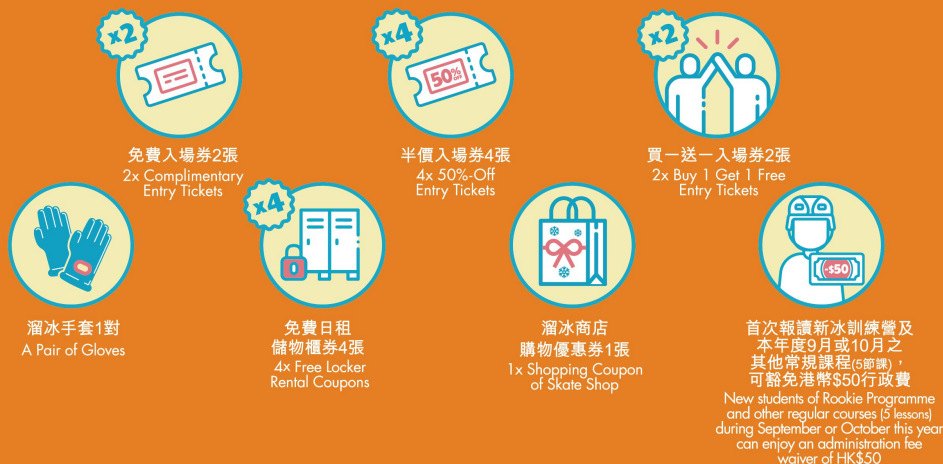 x2
免費入場券2張
2x Complimentary
Entry Tickets
x4
50%
OFF
半價入場券4張
4x 50%-Off
Entry Tickets
x2
買一送一入場券2張
2x Buy 1 Get 1 Free
Entry Tickets
溜冰手套1對
A Pair of Gloves
x4
免費日租
儲物櫃券4張
4x Free Locker
Rental Coupons
溜冰商店
購物優惠券1張
1x Shopping Coupon
of Skate Shop
-$50
首次報讀新冰訓練營及
本年度9月或10月之
其他常規課程(5節課)，
可豁免港幣$50行政費
New students of Rookie Programme
and other regular courses (5 lessons)
during September or October this year
can enjoy an administration fee
waiver of HK$50